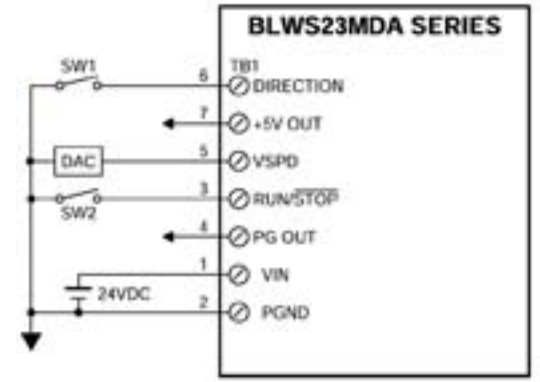 BLWS23MDA SERIES
SW1
TB1
6 DIRECTION
7 +5V OUT
DAC 5 VSPD
3 RUN/STOP
SW2
4 PG OUT
1 VIN
24VDC
2 PGND